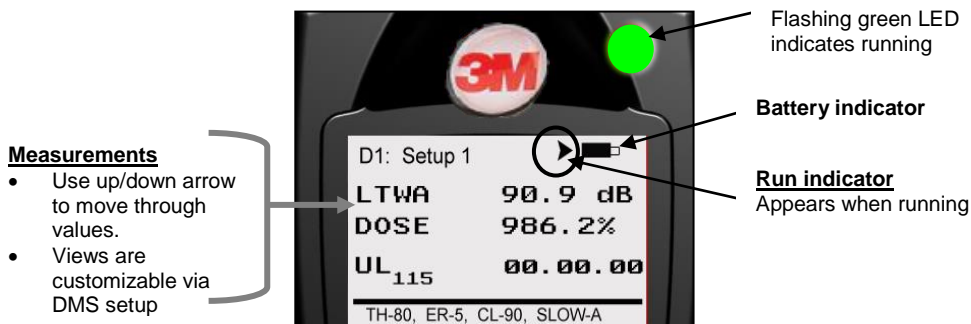 Flashing green LED
indicates running
3M
Battery indicator
Measurements
• Use up/down arrow
to move through
values.
• Views are
customizable via
DMS setup
D1: Setup 1
LTWA 90.9 dB
DOSE 986.2%
UL115 00.00.00
TH-80, ER-5, CL-90, SLOW-A
Run indicator
Appears when running